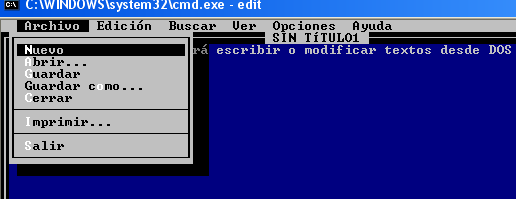 C:\WINDOWS\system32\cmd.exe - edit
Archivo Edición Buscar Ver Opciones Ayuda
SIN TÍTULO1
Nuevo
rá escribir o modificar textos desde DOS
Abrir...
Guardar
Guardar como...
Cerrar
Imprimir...
Salir